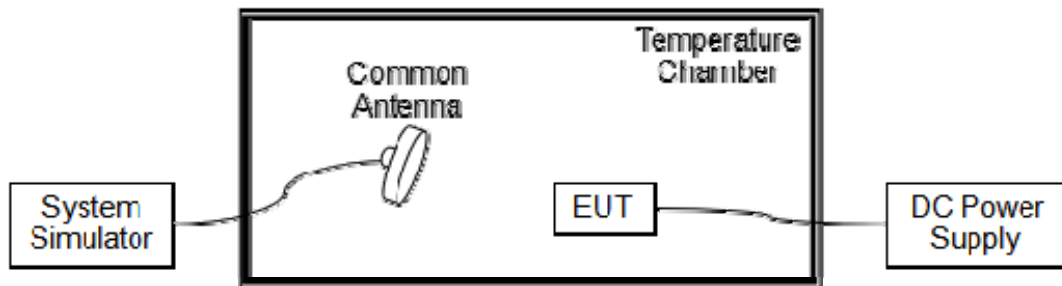 Temperature
Chamber
Common
Antenna
System
Simulator
EUT
DC Power
Supply